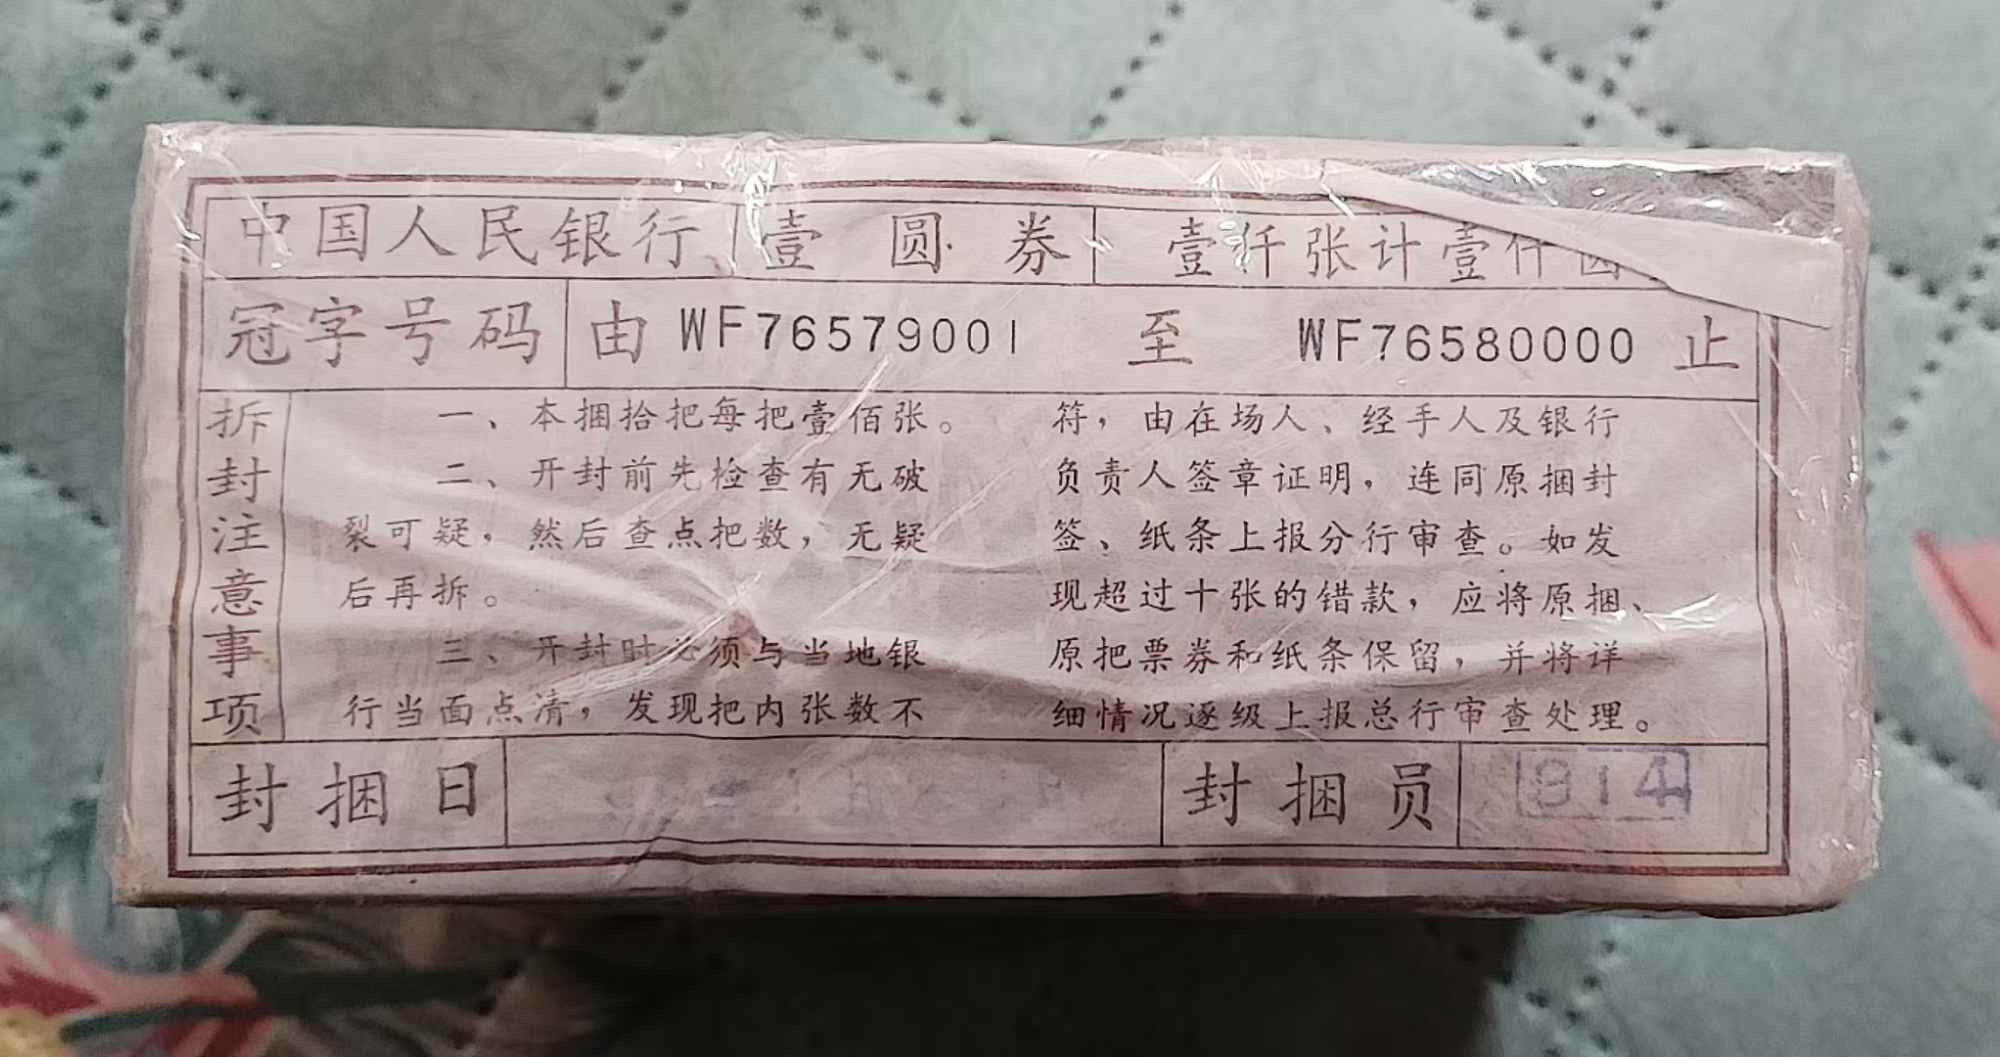 中国人民银行 壹圆券 壹仟张计壹仟
冠字号码 由 WF76579001 至 WF76580000 止
拆封注意事项
一、本捆拾把每把壹佰张。
二、开封前先检查有无破
裂可疑，然后查点把数，无疑
后再拆。
三、开封时必须与当地银
行当面点清，发现把内张数不
符，由在场人、经手人及银行
负责人签章证明，连同原捆封
签、纸条上报分行审查。如发
现超过十张的错款，应将原捆、
原把票券和纸条保留，并将详
细情况逐级上报总行审查处理。
封捆日
封捆员 914